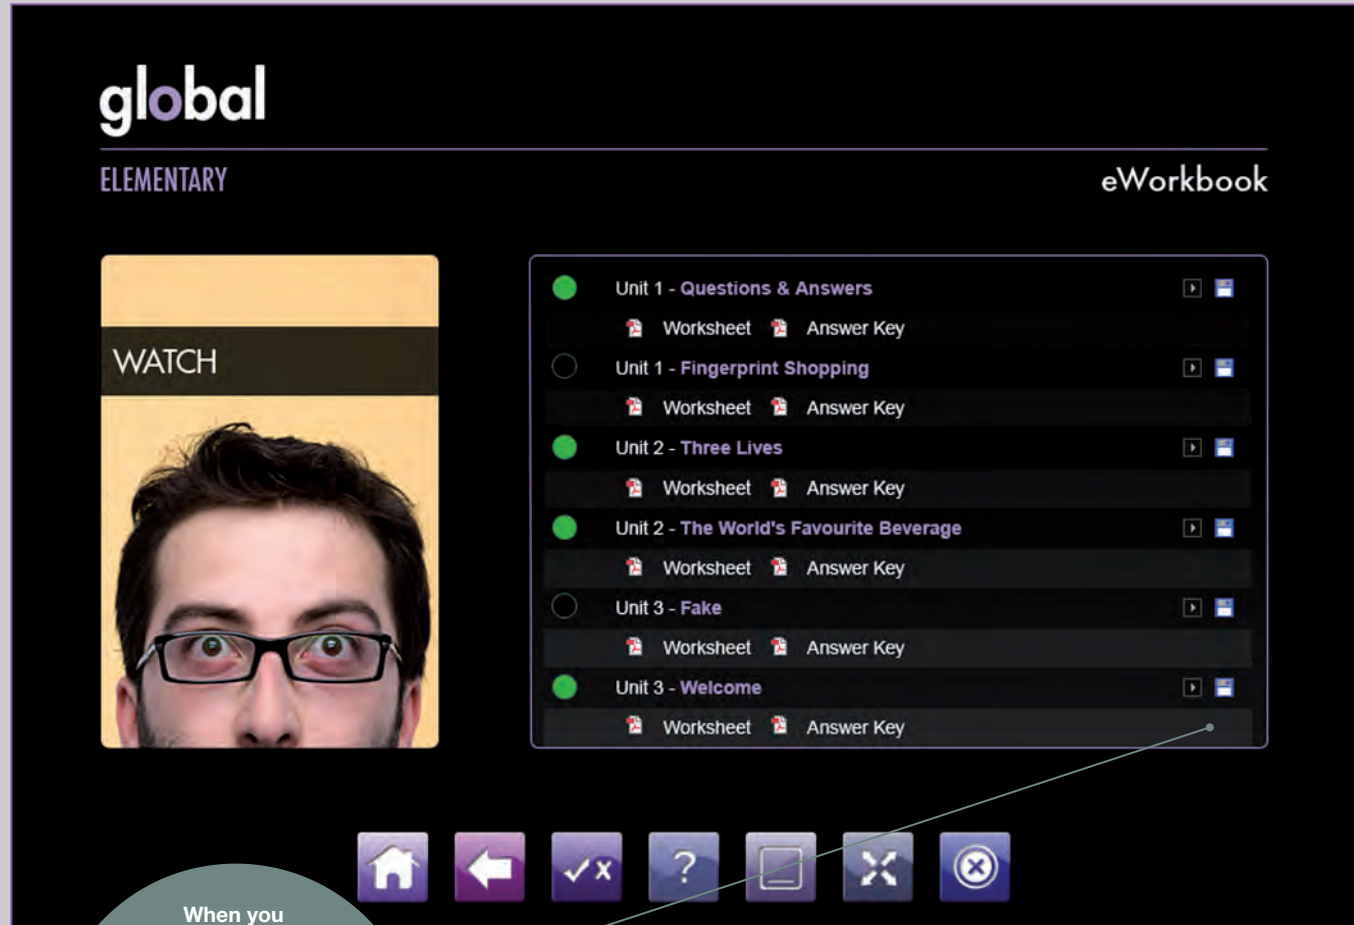 global
ELEMENTARY
eWorkbook
WATCH
Unit 1 - Questions & Answers
Worksheet Answer Key
Unit 1 - Fingerprint Shopping
Worksheet Answer Key
Unit 2 - Three Lives
Worksheet Answer Key
Unit 2 - The World's Favourite Beverage
Worksheet Answer Key
Unit 3 - Fake
Worksheet Answer Key
Unit 3 - Welcome
Worksheet Answer Key
?
When you